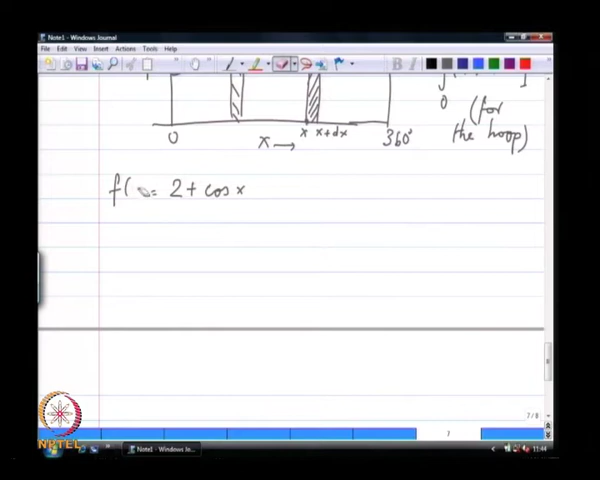 Note1 - Windows Journal
File Edit View Insert Actions Tools Help
B I
0 x → x x+dx 360°
0
(for
the hoop)
f( = 2 + cos x
7/8
7
NPTEL
Note1 - Windows Jo...
11:44